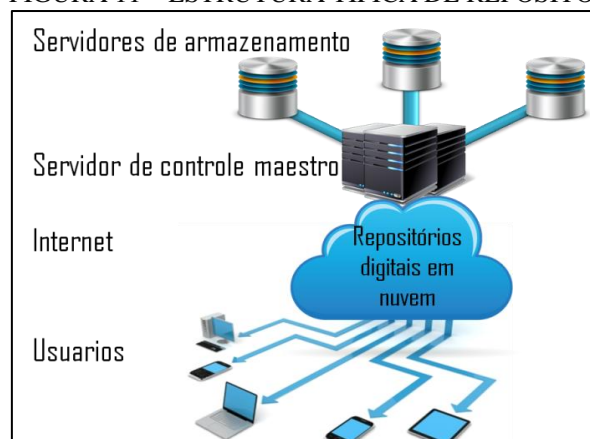 Servidores de armazenamento
Servidor de controle maestro
Internet
Repositórios
digitais em
nuvem
Usuarios